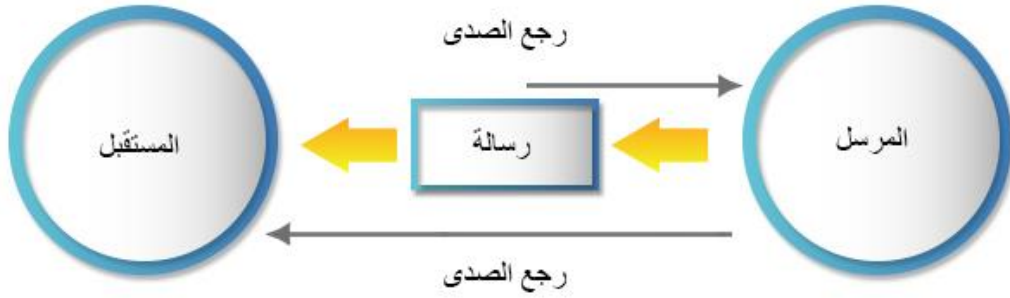 رجع الصدى
المرسل
رسالة
المستقبل
رجع الصدى